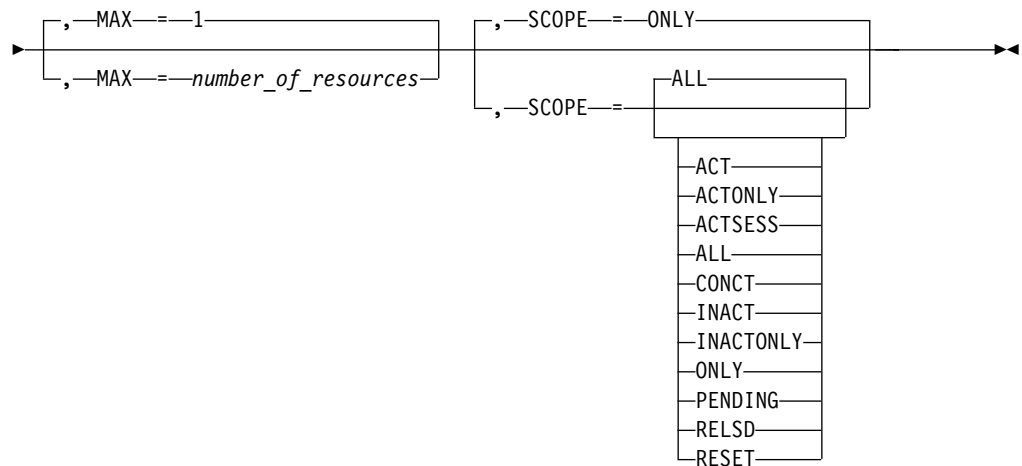 , MAX = 1
, MAX = number_of_resources
, SCOPE = ONLY
, SCOPE =
ALL
ACT
ACTONLY
ACTSESS
ALL
CONCT
INACT
INACTONLY
ONLY
PENDING
RELSD
RESET